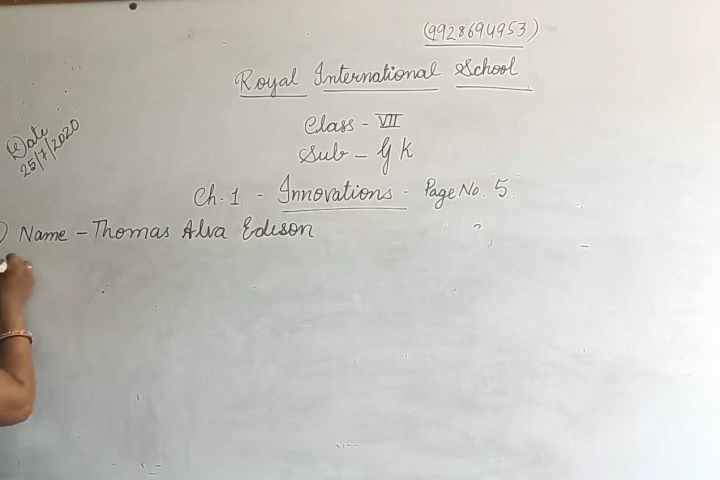 (9928694953)
Royal International School
Date
25/7/2020
Class - VII
Sub - G K
Ch. 1. - Innovations - Page No. 5.
) Name - Thomas Alva Edison